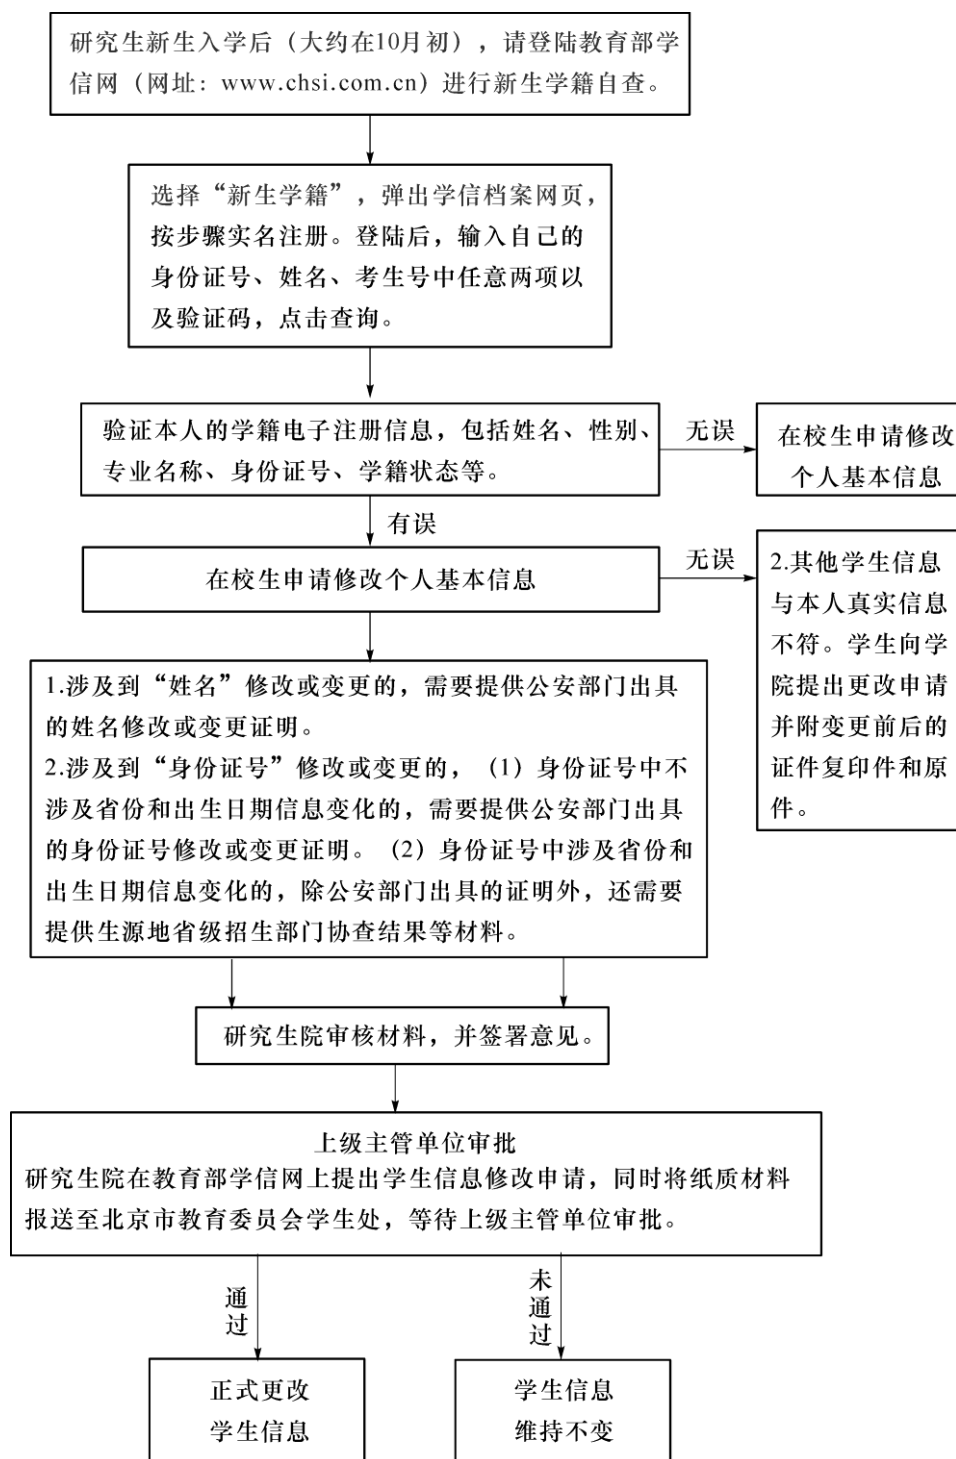 研究生新生入学后（大约在10月初），请登陆教育部学
信网（网址：www.chsi.com.cn）进行新生学籍自查。
选择“新生学籍”，弹出学信档案网页，
按步骤实名注册。登陆后，输入自己的
身份证号、姓名、考生号中任意两项以
及验证码，点击查询。
验证本人的学籍电子注册信息，包括姓名、性别、
专业名称、身份证号、学籍状态等。
无误
在校生申请修改
个人基本信息
有误
在校生申请修改个人基本信息
无误
2.其他学生信息
与本人真实信息
不符。学生向学
院提出更改申请
并附变更前后的
证件复印件和原
件。
1.涉及到“姓名”修改或变更的，需要提供公安部门出具
的姓名修改或变更证明。
2.涉及到“身份证号”修改或变更的，（1）身份证号中不
涉及省份和出生日期信息变化的，需要提供公安部门出具
的身份证号修改或变更证明。（2）身份证号中涉及省份和
出生日期信息变化的，除公安部门出具的证明外，还需要
提供生源地省级招生部门协查结果等材料。
研究生院审核材料，并签署意见。
上级主管单位审批
研究生院在教育部学信网上提出学生信息修改申请，同时将纸质材料
报送至北京市教育委员会学生处，等待上级主管单位审批。
通过
未通过
正式更改
学生信息
学生信息
维持不变